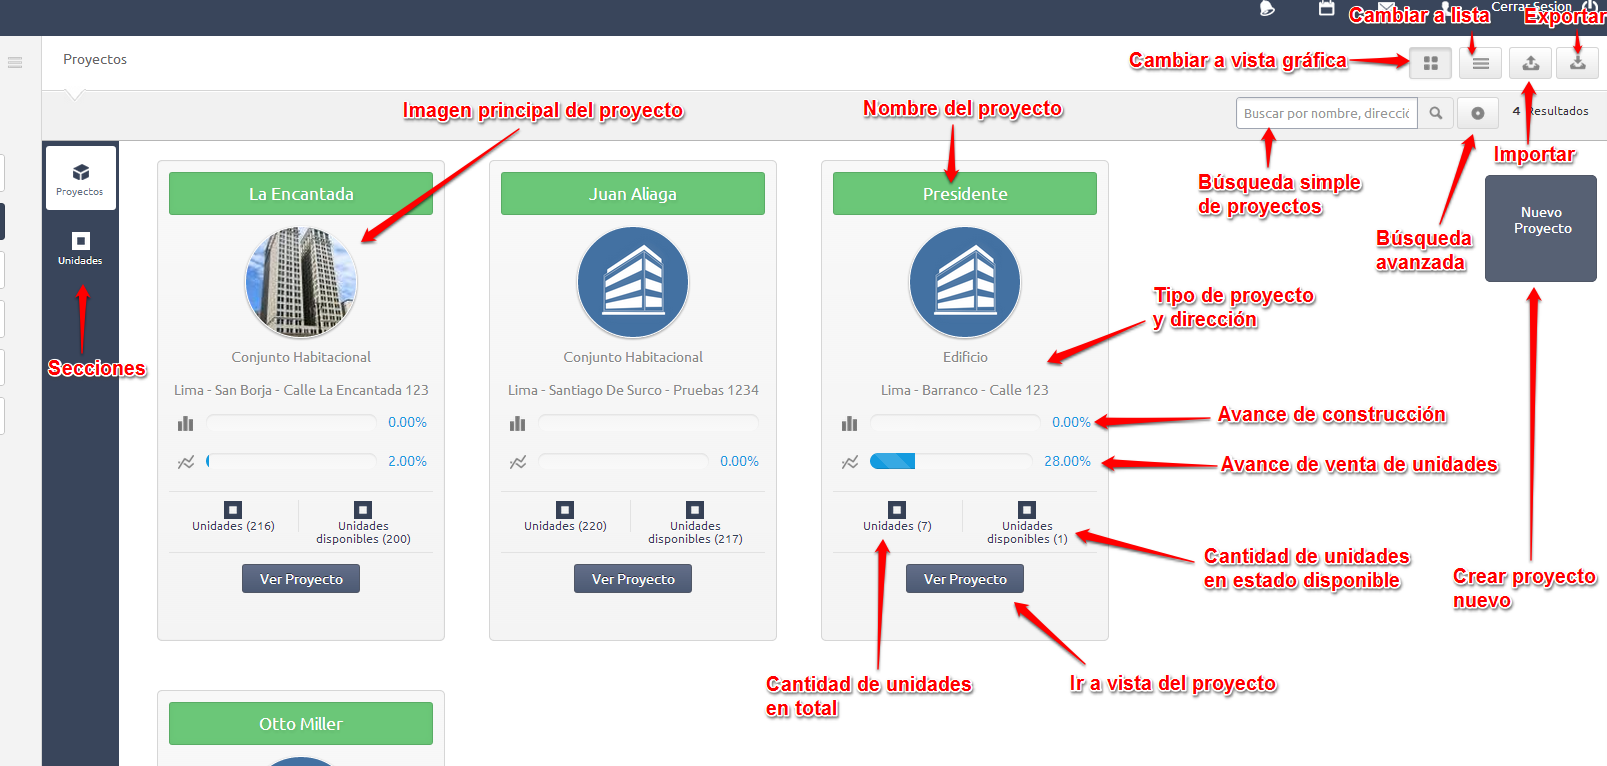 Cerrar Sesion
Cambiar a lista
Exportar
Proyectos
Cambiar a vista gráfica
Imagen principal del proyecto
Nombre del proyecto
Buscar por nombre, direcció
4 Resultados
Importar
Búsqueda simple
de proyectos
Búsqueda
avanzada
Nuevo
Proyecto
Proyectos
Unidades
Secciones
La Encantada
Conjunto Habitacional
Lima - San Borja - Calle La Encantada 123
0.00%
2.00%
Unidades (216)
Unidades
disponibles (200)
Ver Proyecto
Juan Aliaga
Conjunto Habitacional
Lima - Santiago De Surco - Pruebas 1234
0.00%
Unidades (220)
Unidades
disponibles (217)
Ver Proyecto
Presidente
Edificio
Lima - Barranco - Calle 123
0.00%
28.00%
Unidades (7)
Unidades
disponibles (1)
Ver Proyecto
Tipo de proyecto
y dirección
Avance de construcción
Avance de venta de unidades
Cantidad de unidades
en estado disponible
Crear proyecto
nuevo
Cantidad de unidades
en total
Ir a vista del proyecto
Otto Miller